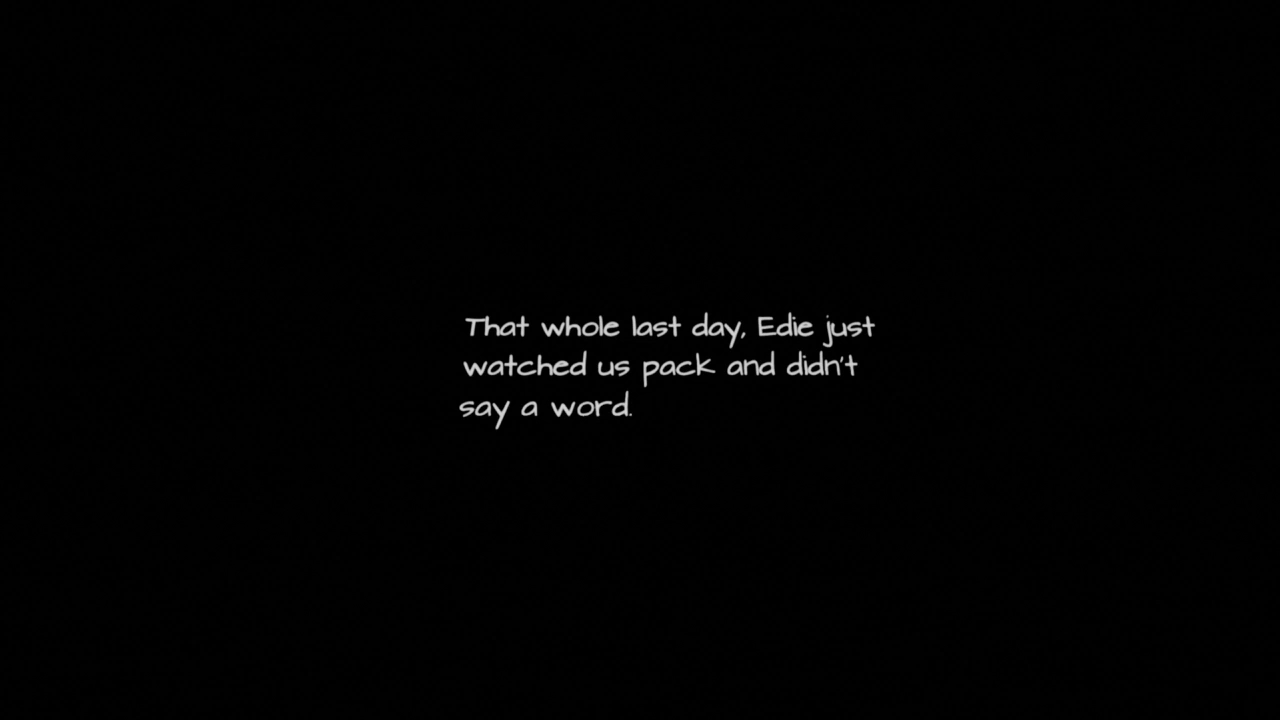 That whole last day, Edie just
watched us pack and didn't
say a word.